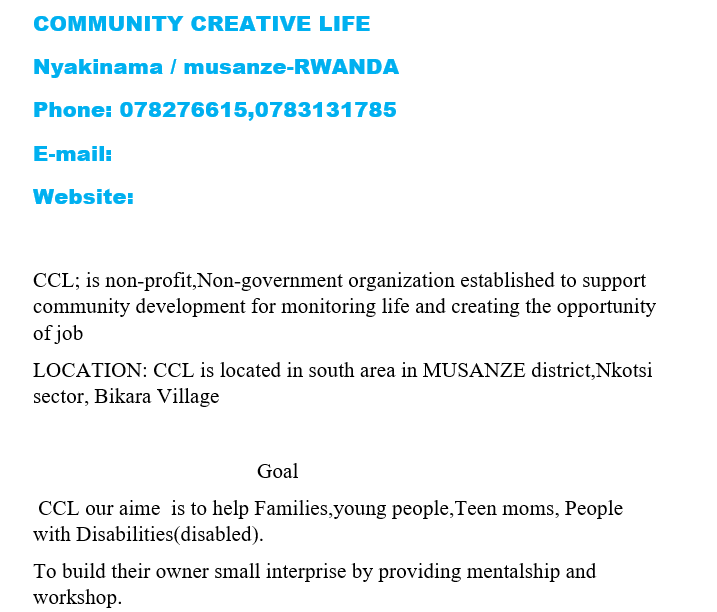 COMMUNITY CREATIVE LIFE
Nyakinama / musanze-RWANDA
Phone: 078276615,0783131785
E-mail:
Website:
CCL; is non-profit,Non-government organization established to support
community development for monitoring life and creating the opportunity
of job
LOCATION: CCL is located in south area in MUSANZE district,Nkotsi
sector, Bikara Village
Goal
CCL our aime  is to help Families,young people,Teen moms, People
with Disabilities(disabled).
To build their owner small interprise by providing mentalship and
workshop.